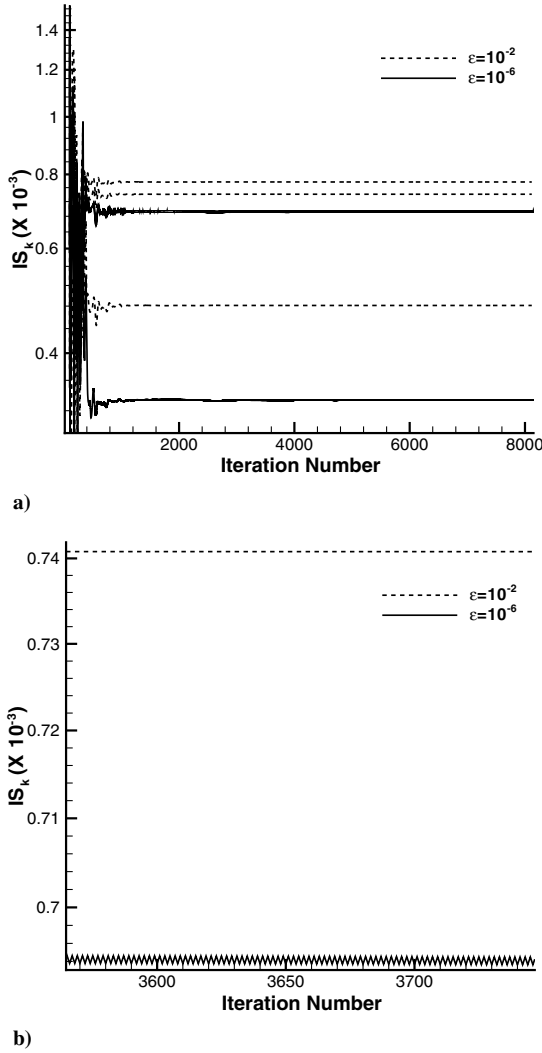 1.4
1.2
1
0.8
0.6
0.4
IS_k (X 10^-3)
ε=10^-2
ε=10^-6
2000 4000 6000 8000
Iteration Number
a)
0.74
0.73
0.72
0.71
0.7
IS_k (X 10^-3)
ε=10^-2
ε=10^-6
3600 3650 3700
Iteration Number
b)